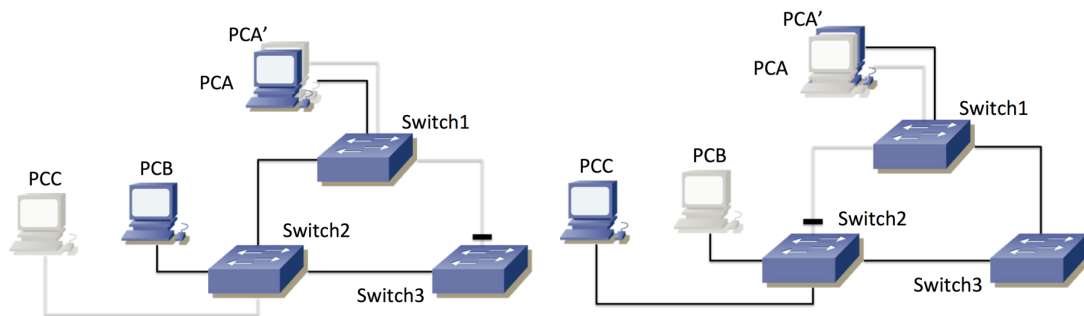 PCA’
PCA
Switch1
PCC
PCB
Switch2
Switch3
PCA’
PCA
Switch1
PCC
PCB
Switch2
Switch3